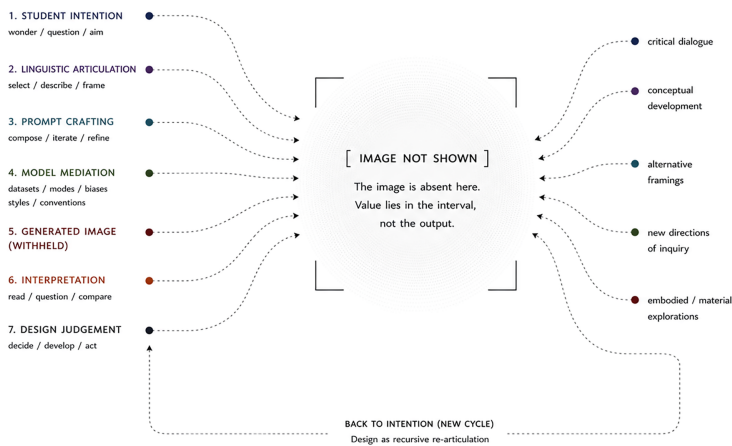 1. STUDENT INTENTION
wonder / question / aim
2. LINGUISTIC ARTICULATION
select / describe / frame
3. PROMPT CRAFTING
compose / iterate / refine
4. MODEL MEDIATION
datasets / modes / biases
styles / conventions
5. GENERATED IMAGE
(WITHHELD)
6. INTERPRETATION
read / question / compare
7. DESIGN JUDGEMENT
decide / develop / act
[ IMAGE NOT SHOWN ]
The image is absent here.
Value lies in the interval,
not the output.
critical dialogue
conceptual
development
alternative
framings
new directions
of inquiry
embodied / material
explorations
BACK TO INTENTION (NEW CYCLE)
Design as recursive re-articulation